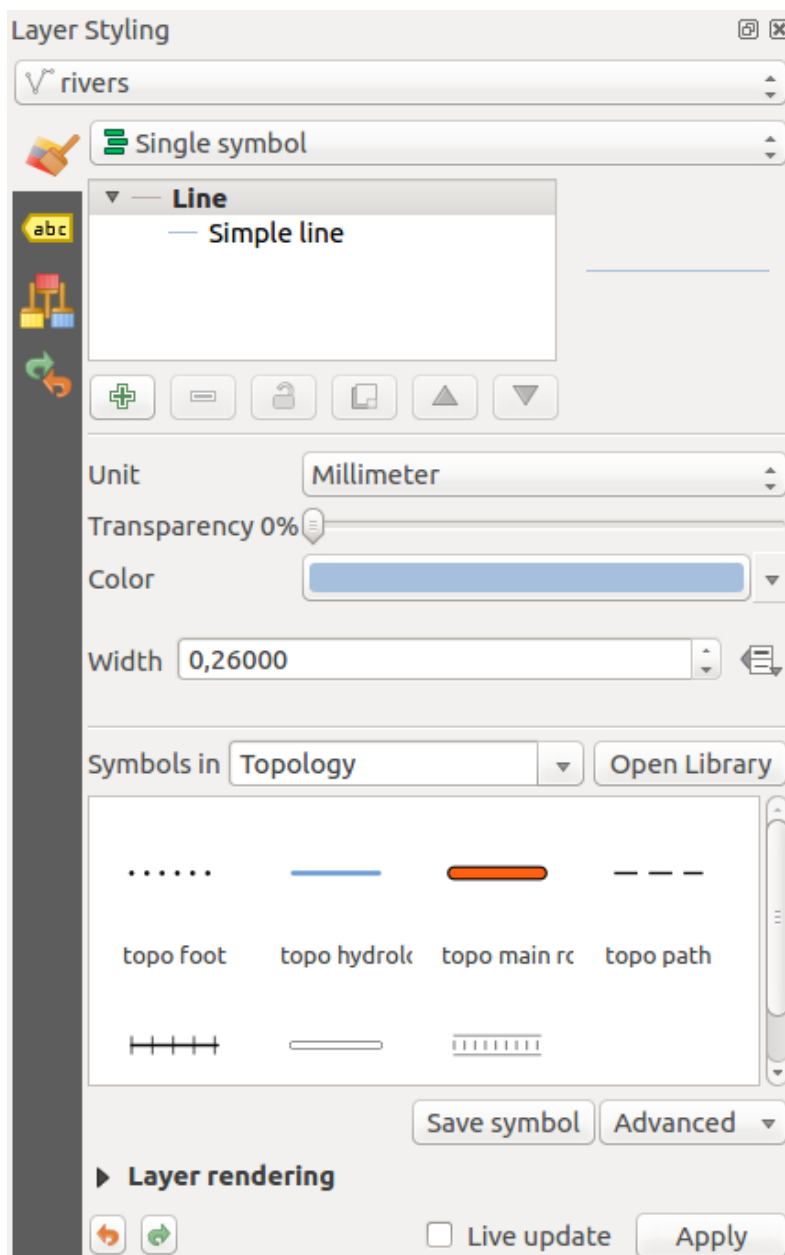 Layer Styling
rivers
Single symbol
abc
Line
Simple line
Unit Millimeter
Transparency 0%
Color
Width 0,26000
Symbols in Topology Open Library
topo foot topo hydrolo topo main ro topo path
Save symbol Advanced
Layer rendering
Live update Apply